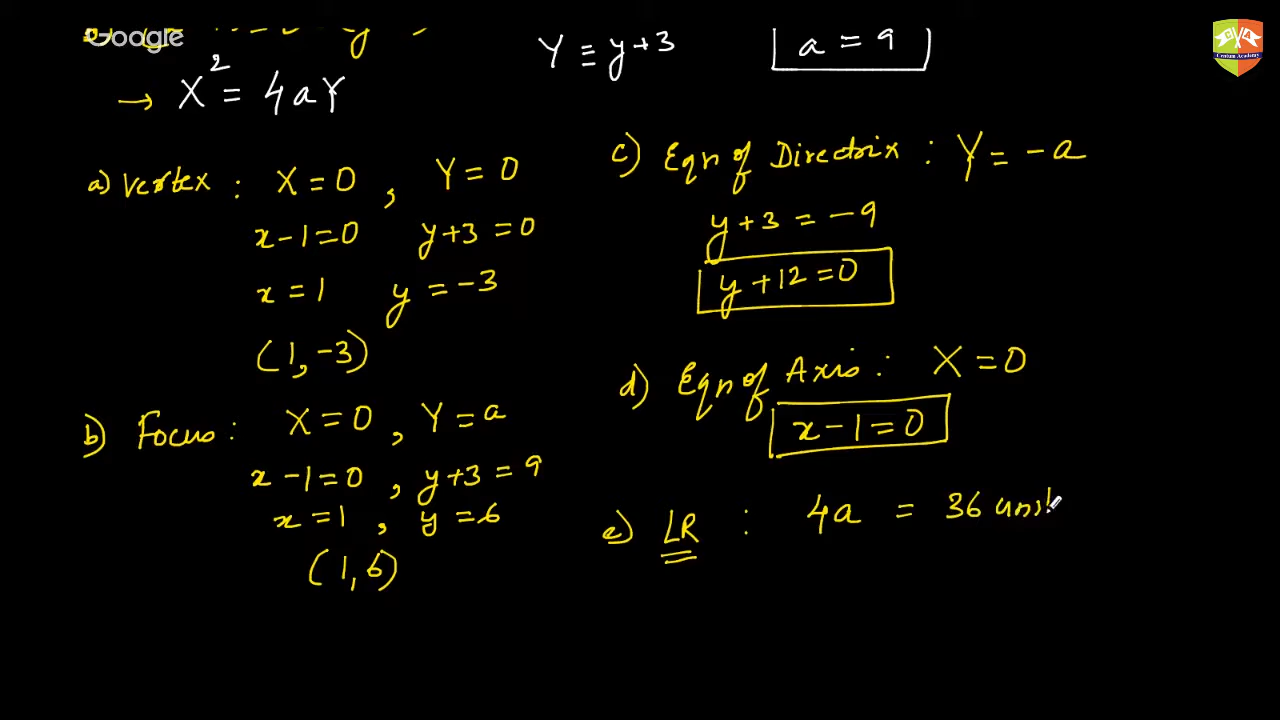 Google
Y ≡ y+3
a = 9
→ X² = 4aY
Centum Academy
a) Vertex : X = 0 , Y = 0
x - 1 = 0 y + 3 = 0
x = 1 y = -3
(1, -3)
b) Focus : X = 0 , Y = a
x - 1 = 0 , y + 3 = 9
x = 1 , y = 6
(1, 6)
c) Eqn of Directrix : Y = -a
y + 3 = -9
y + 12 = 0
d) Eqn of Axis : X = 0
x - 1 = 0
e) LR : 4a = 36